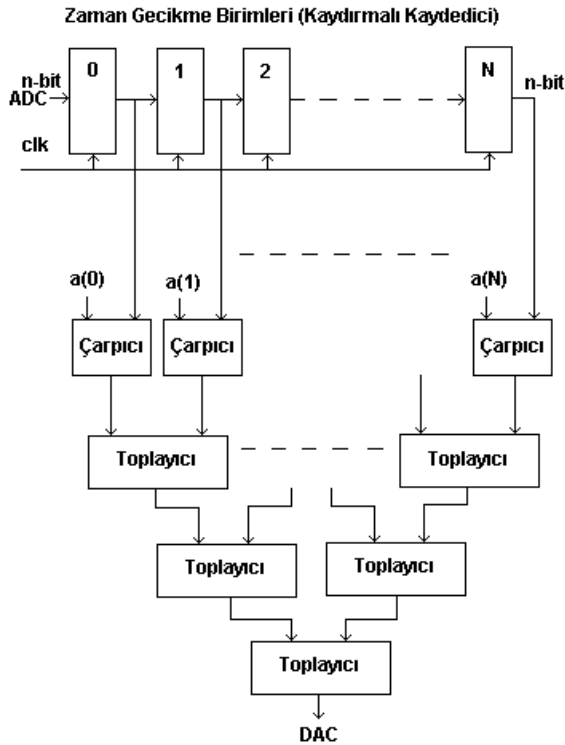 Zaman Gecikme Birimleri (Kaydırmalı Kaydedici)
0
1
2
N
n-bit
ADC
n-bit
clk
a(0)
a(1)
a(N)
Çarpıcı
Çarpıcı
Çarpıcı
Toplayıcı
Toplayıcı
Toplayıcı
Toplayıcı
Toplayıcı
DAC